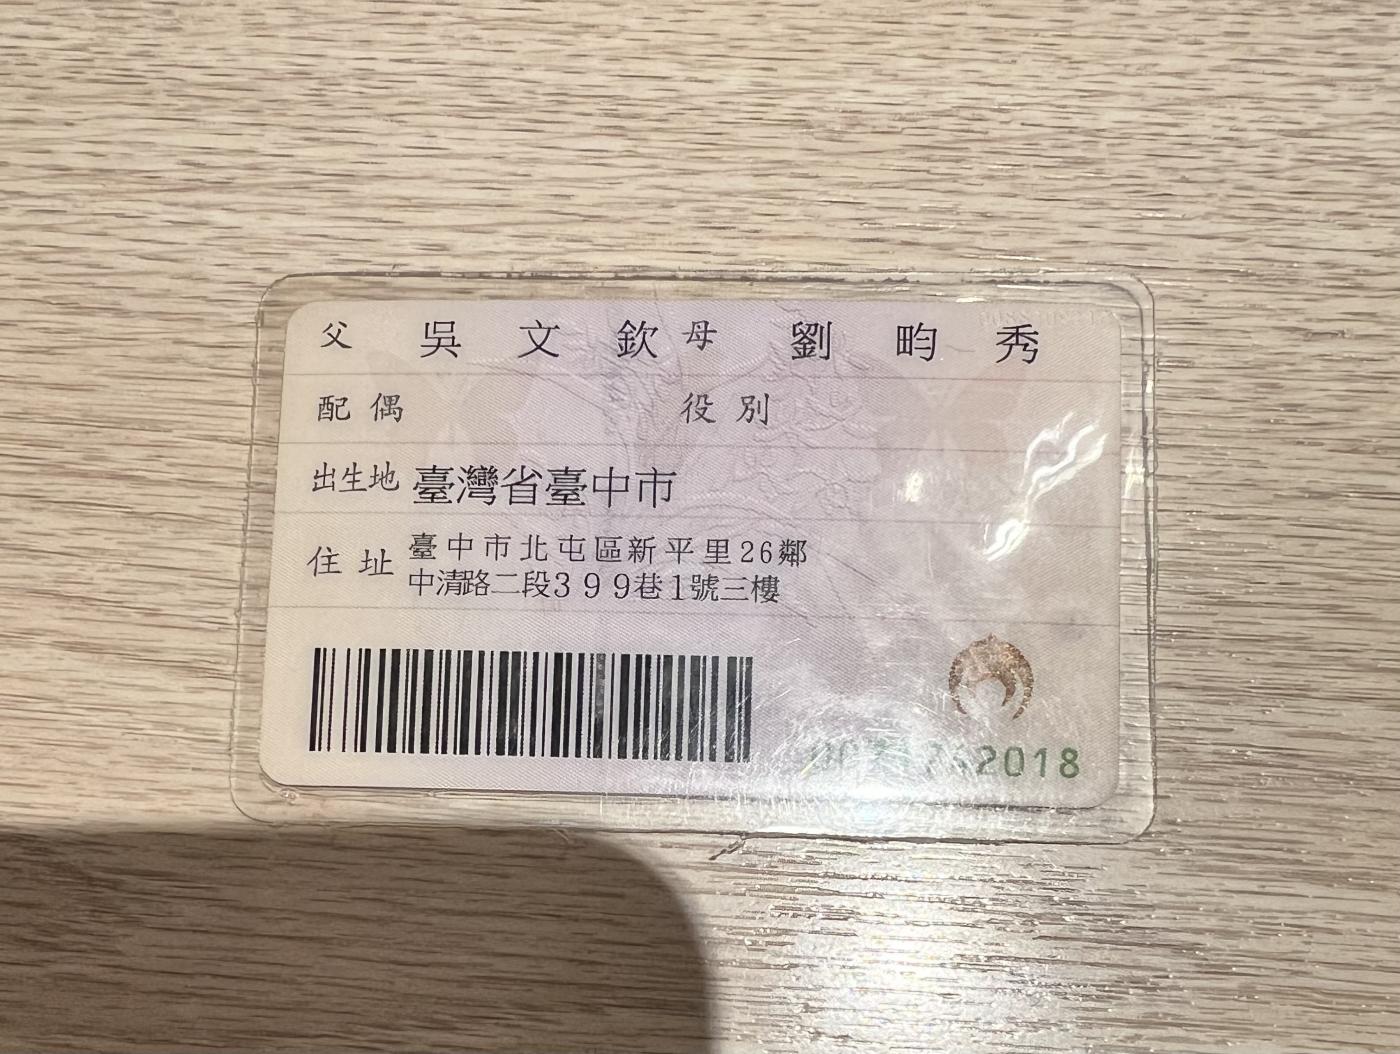 父 吳文欽 母 劉畇秀
配偶 役別
出生地 臺灣省臺中市
住址 臺中市北屯區新平里26鄰
中清路二段399巷1號三樓
2018